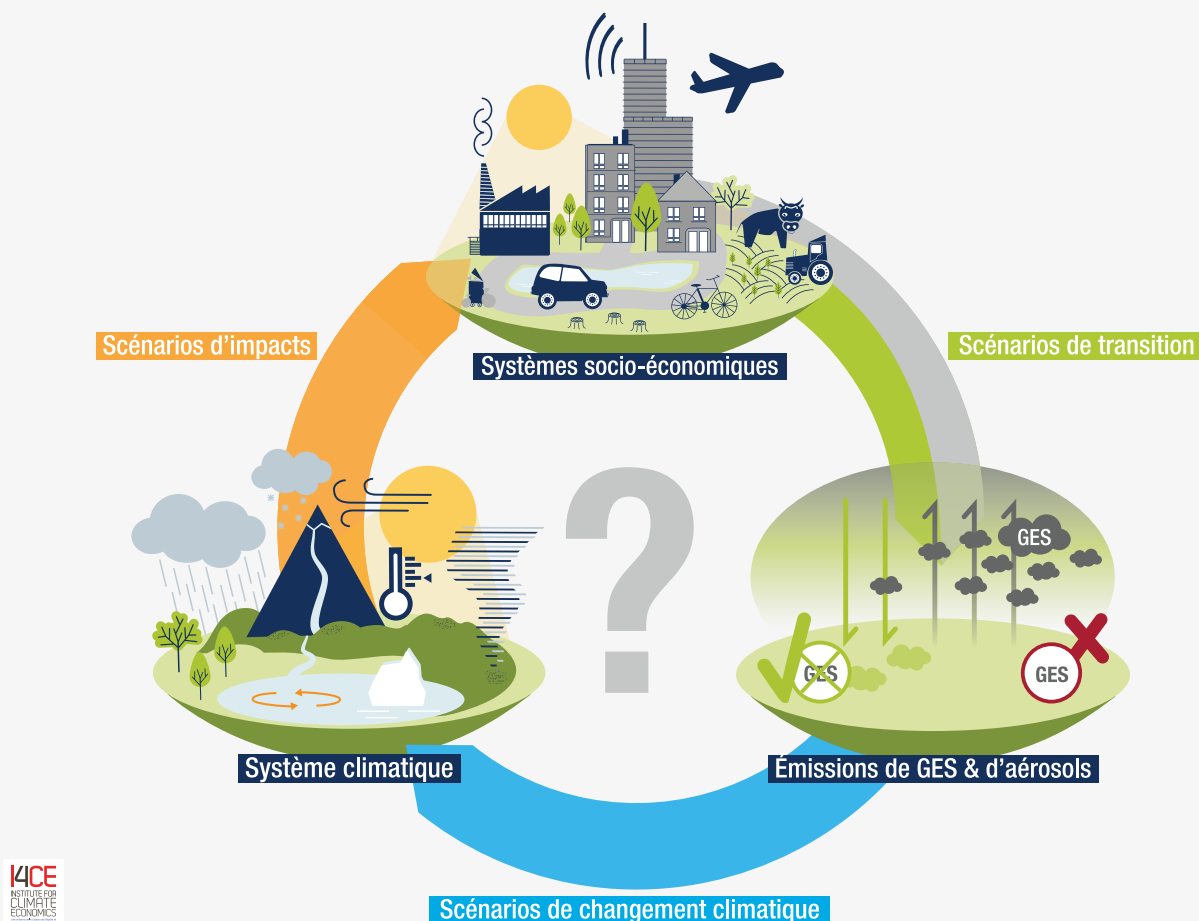 Scénarios d'impacts
Scénarios de transition
Systèmes socio-économiques
GES
GES
GES
Système climatique
Émissions de GES & d'aérosols
Scénarios de changement climatique
I4CE
INSTITUTE FOR
CLIMATE
ECONOMICS